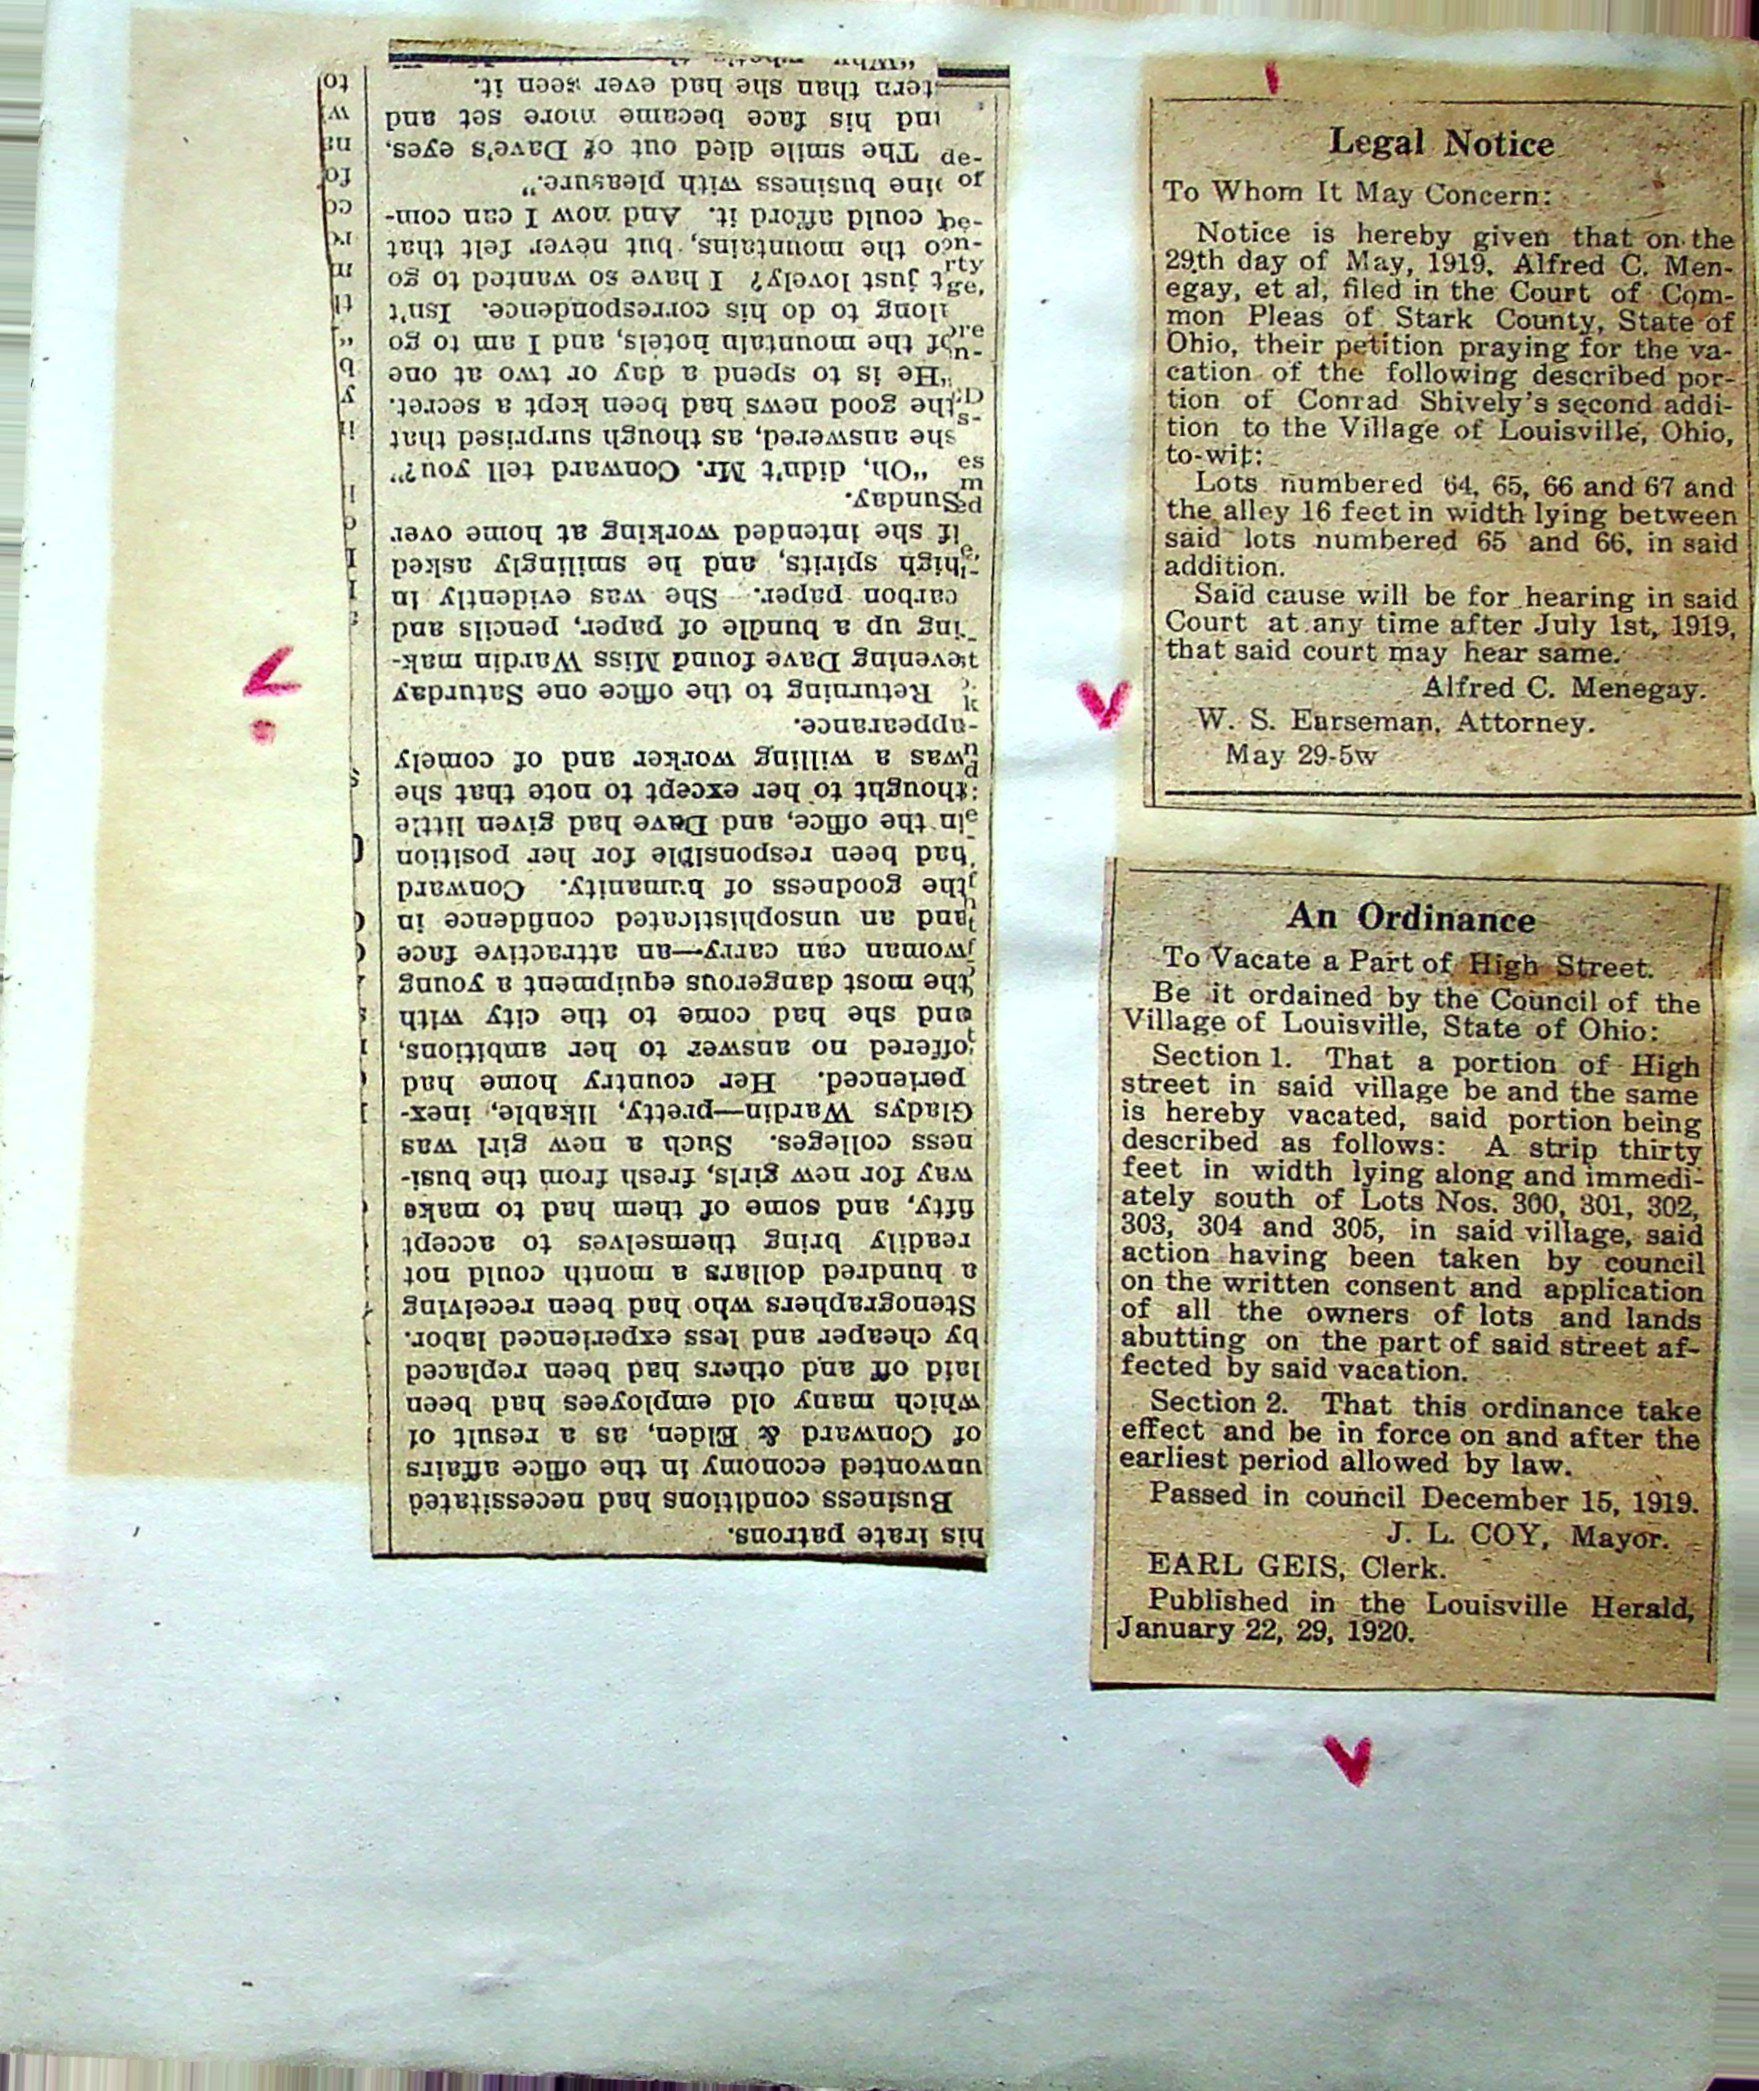 his irate patrons.
Business conditions had necessitated
unwonted economy in the office affairs
of Conward & Elden, as a result of
which many old employees had been
laid off and others had been replaced
by cheaper and less experienced labor.
Stenographers who had been receiving
a hundred dollars a month could not
readily bring themselves to accept
fifty, and some of them had to make
way for new girls, fresh from the busi-
ness colleges. Such a new girl was
Gladys Wardin—pretty, likable, inex-
perienced. Her country home had
offered no answer to her ambitions,
and she had come to the city with
the most dangerous equipment a young
woman can carry—an attractive face
and an unsophisticated confidence in
the goodness of humanity. Conward
had been responsible for her position
in the office, and Dave had given little
thought to her except to note that she
was a willing worker and of comely
appearance.
Returning to the office one Saturday
evening Dave found Miss Wardin mak-
ing up a bundle of paper, pencils and
carbon paper. She was evidently in
high spirits, and he smilingly asked
if she intended working at home over
Sunday.
"Oh, didn't Mr. Conward tell you?"
she answered, as though surprised that
the good news had been kept a secret.
"He is to spend a day or two at one
of the mountain hotels, and I am to go
along to do his correspondence. Isn't
it just lovely? I have so wanted to go
to the mountains, but never felt that
I could afford it. And now I can com-
bine business with pleasure."
The smile died out of Dave's eyes,
and his face became more set and
stern than she had ever seen it.
Legal Notice
To Whom It May Concern:
Notice is hereby given that on the
29th day of May, 1919, Alfred C. Men-
egay, et al, filed in the Court of Com-
mon Pleas of Stark County, State of
Ohio, their petition praying for the va-
cation of the following described por-
tion of Conrad Shively's second addi-
tion to the Village of Louisville, Ohio,
to-wit:
Lots numbered 64, 65, 66 and 67 and
the alley 16 feet in width lying between
said lots numbered 65 and 66, in said
addition.
Said cause will be for hearing in said
Court at any time after July 1st, 1919,
that said court may hear same.
Alfred C. Menegay.
W. S. Earseman, Attorney.
May 29-5w
An Ordinance
To Vacate a Part of High Street.
Be it ordained by the Council of the
Village of Louisville, State of Ohio:
Section 1. That a portion of High
street in said village be and the same
is hereby vacated, said portion being
described as follows: A strip thirty
feet in width lying along and immedi-
ately south of Lots Nos. 300, 301, 302,
303, 304 and 305, in said village, said
action having been taken by council
on the written consent and application
of all the owners of lots and lands
abutting on the part of said street af-
fected by said vacation.
Section 2. That this ordinance take
effect and be in force on and after the
earliest period allowed by law.
Passed in council December 15, 1919.
J. L. COY, Mayor.
EARL GEIS, Clerk.
Published in the Louisville Herald,
January 22, 29, 1920.